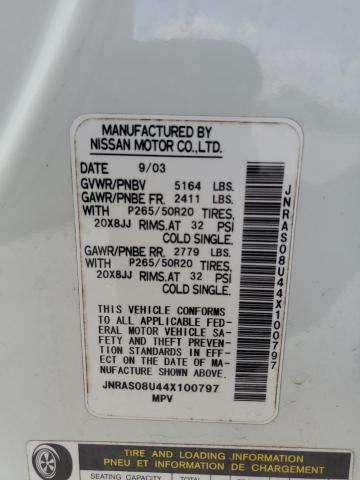 MANUFACTURED BY
NISSAN MOTOR CO.,LTD.
DATE 9/03
GVWR/PNBV 5164 LBS.
GAWR/PNBE FR. 2411 LBS.
WITH P265/50R20 TIRES,
20X8JJ RIMS.AT 32 PSI
COLD SINGLE.
GAWR/PNBE RR. 2779 LBS.
WITH P265/50R20 TIRES,
20X8JJ RIMS.AT 32 PSI
COLD SINGLE.
THIS VEHICLE CONFORMS
TO ALL APPLICABLE FED-
ERAL MOTOR VEHICLE SA-
FETY AND THEFT PREVEN-
TION STANDARDS IN EFF-
ECT ON THE DATE OF MA-
NUFACTURE SHOWN ABOVE.
JNRAS08U44X100797
MPV
JNRAS08U44X100797
TIRE AND LOADING INFORMATION
PNEU ET INFORMATION DE CHARGEMENT
SEATING CAPACITY